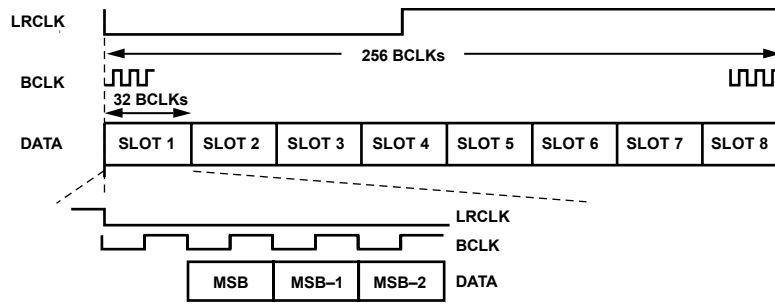 LRCLK
256 BCLKs
BCLK
32 BCLKs
DATA SLOT 1 SLOT 2 SLOT 3 SLOT 4 SLOT 5 SLOT 6 SLOT 7 SLOT 8
LRCLK
BCLK
MSB MSB–1 MSB–2 DATA